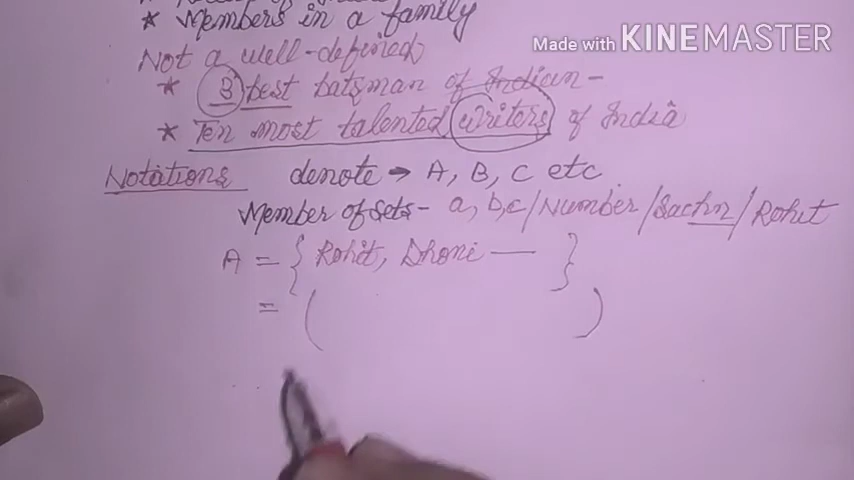 * Members in a family
Made with KINEMASTER
Not a well-defined
* 3 best batsman of Indian -
* Ten most talented writers of India
Notations denote → A, B, C etc.
Member of sets - a, b, c / Number / Sachn / Rohit
A = { Rohit, Dhoni — }
= ( )